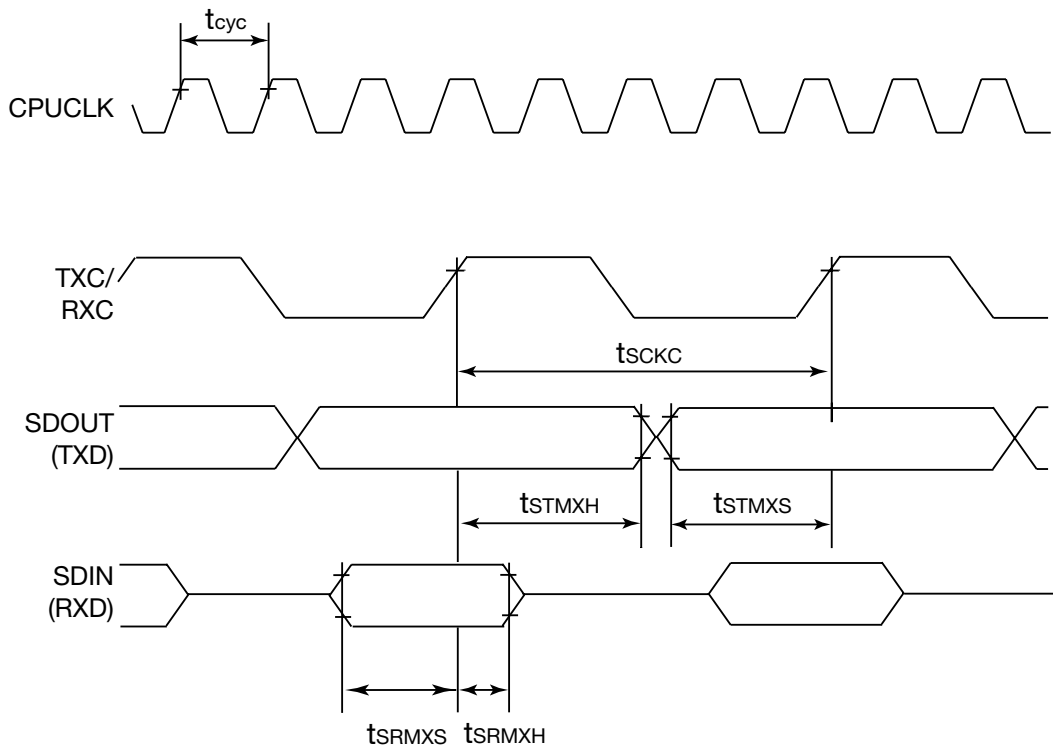 tcyc
CPUCLK
TXC/
RXC
tSCKC
SDOUT
(TXD)
tSTMXH tSTMXS
SDIN
(RXD)
tSRMXS tSRMXH